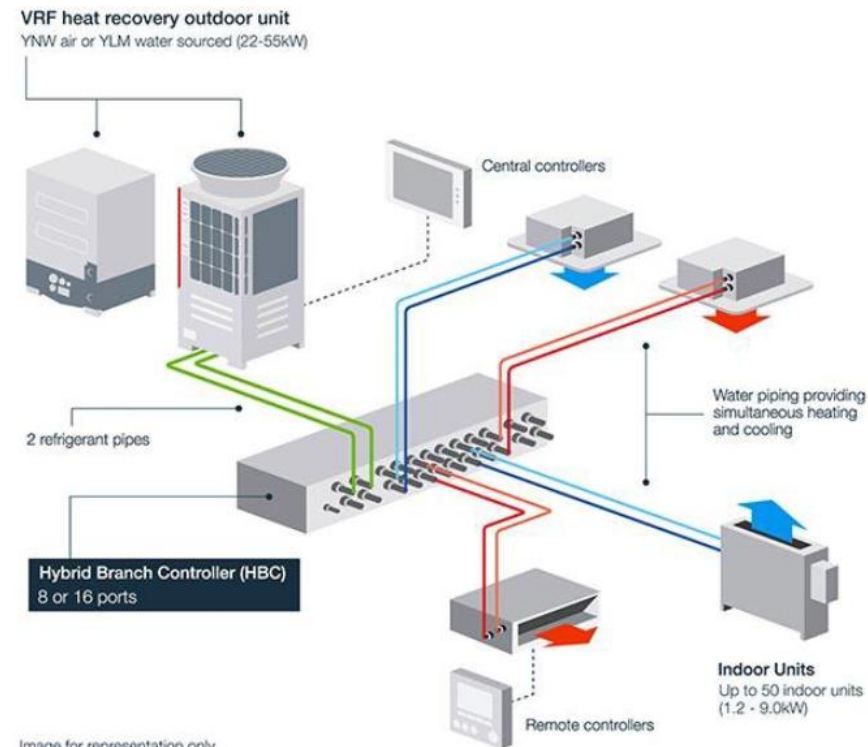 VRF heat recovery outdoor unit
YNW air or YLM water sourced (22-55kW)
Central controllers
2 refrigerant pipes
Water piping providing
simultaneous heating
and cooling
Hybrid Branch Controller (HBC)
8 or 16 ports
Indoor Units
Up to 50 indoor units
(1.2 - 9.0kW)
Remote controllers
Image for representation only